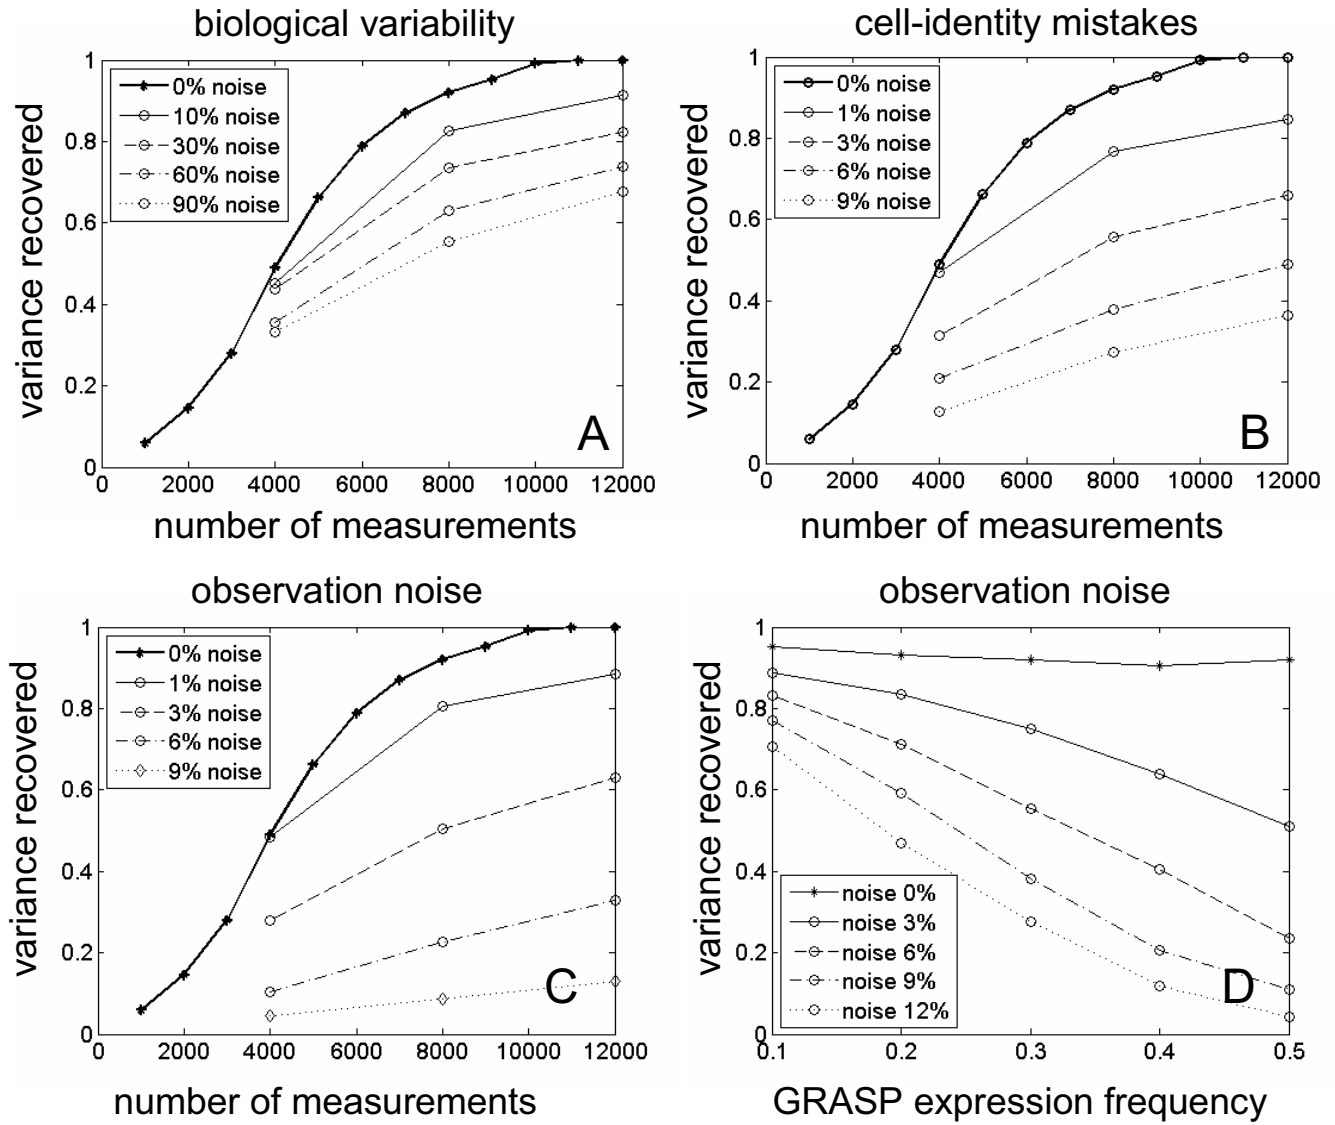 biological variability
1
0% noise
10% noise
30% noise
60% noise
90% noise
0.8
0.6
0.4
0.2
0
variance recovered
A
0 2000 4000 6000 8000 10000 12000
number of measurements
cell-identity mistakes
1
0% noise
1% noise
3% noise
6% noise
9% noise
0.8
0.6
0.4
0.2
0
variance recovered
B
0 2000 4000 6000 8000 10000 12000
number of measurements
observation noise
1
0% noise
1% noise
3% noise
6% noise
9% noise
0.8
0.6
0.4
0.2
0
variance recovered
C
0 2000 4000 6000 8000 10000 12000
number of measurements
observation noise
1
0.8
0.6
0.4
0.2
0
variance recovered
noise 0%
noise 3%
noise 6%
noise 9%
noise 12%
D
0.1 0.2 0.3 0.4 0.5
GRASP expression frequency